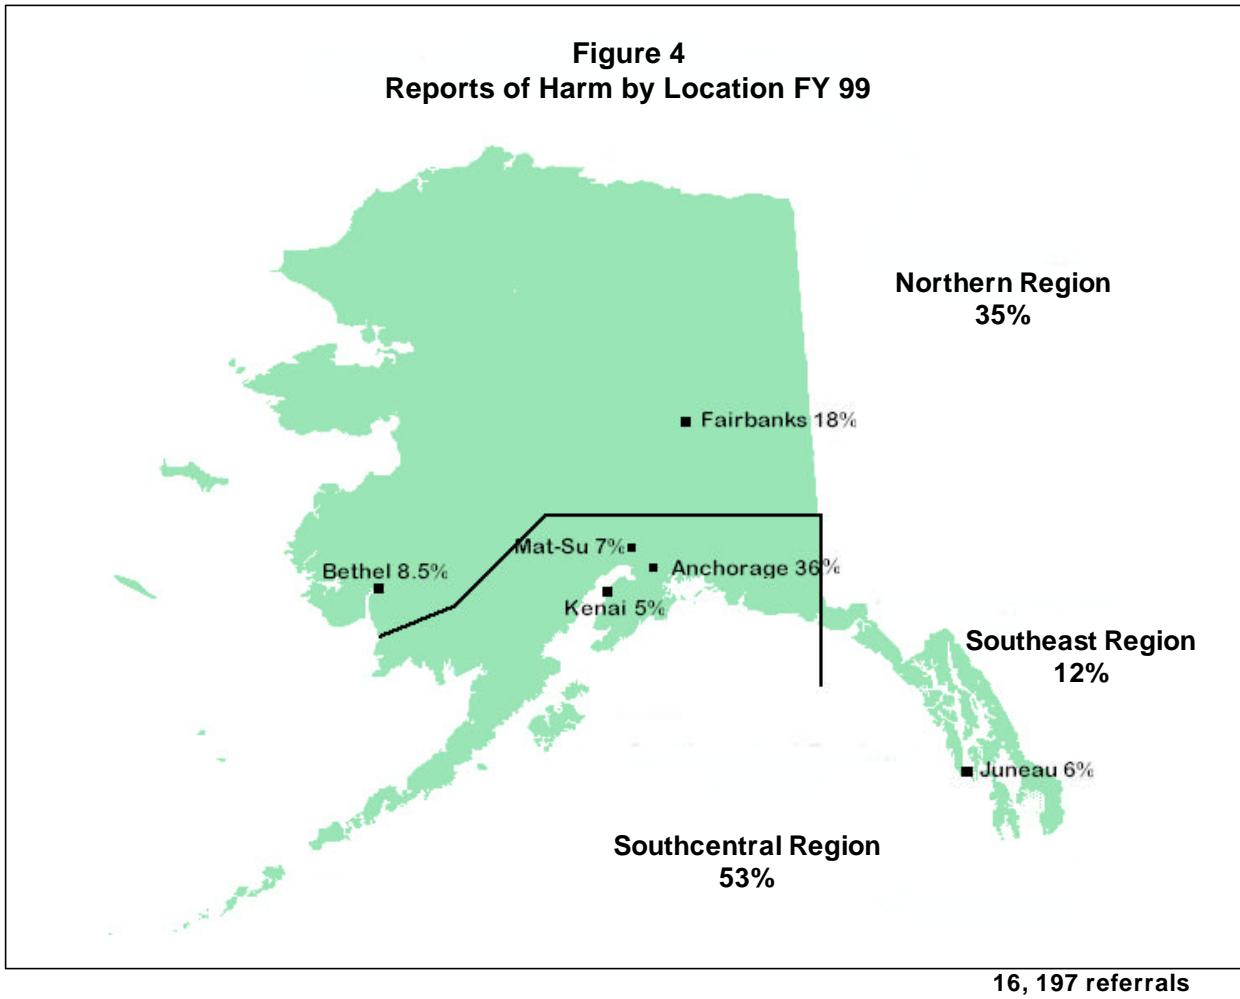 Figure 4
Reports of Harm by Location FY 99
Northern Region
35%
Fairbanks 18%
Mat-Su 7%
Anchorage 36%
Bethel 8.5%
Kenai 5%
Southeast Region
12%
Juneau 6%
Southcentral Region
53%
16, 197 referrals